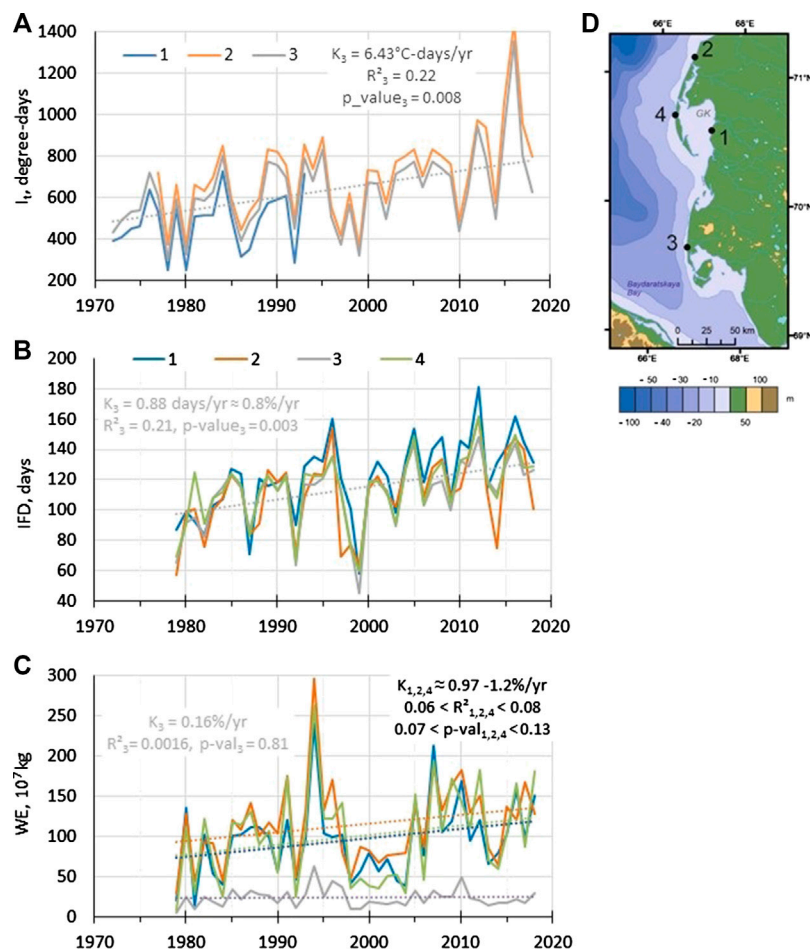 A
1400
1200
1000
800
600
400
200
It, degree-days
1 2 3
K3 = 6.43°C-days/yr
R²3 = 0.22
p_value3 = 0.008
1970 1980 1990 2000 2010 2020
B
200
180
160
140
120
100
80
60
40
IFD, days
1 2 3 4
K3 = 0.88 days/yr ≈ 0.8%/yr
R²3 = 0.21, p-value3 = 0.003
1970 1980 1990 2000 2010 2020
C
300
250
200
150
100
50
0
WE, 10⁷kg
K1,2,4 ≈ 0.97 -1.2%/yr
0.06 < R²1,2,4 < 0.08
0.07 < p-val1,2,4 < 0.13
K3 = 0.16%/yr
R²3= 0.0016, p-val3 = 0.81
1970 1980 1990 2000 2010 2020
D
66°E 68°E
2
71°N
4
GK
1
70°N
3
Baydaratskaya
Bay
0 25 50 km
69°N
66°E 68°E
-50 -30 -10 100
m
-100 -40 -20 50